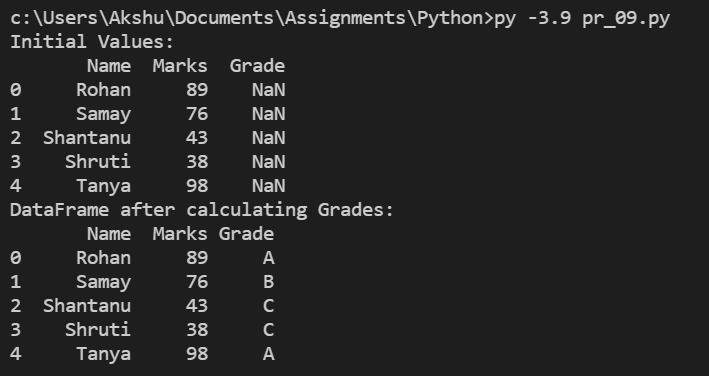 c:\Users\Akshu\Documents\Assignments\Python>py -3.9 pr_09.py
Initial Values:
       Name  Marks  Grade
0     Rohan     89    NaN
1     Samay     76    NaN
2  Shantanu     43    NaN
3    Shruti     38    NaN
4     Tanya     98    NaN
DataFrame after calculating Grades:
       Name  Marks Grade
0     Rohan     89     A
1     Samay     76     B
2  Shantanu     43     C
3    Shruti     38     C
4     Tanya     98     A